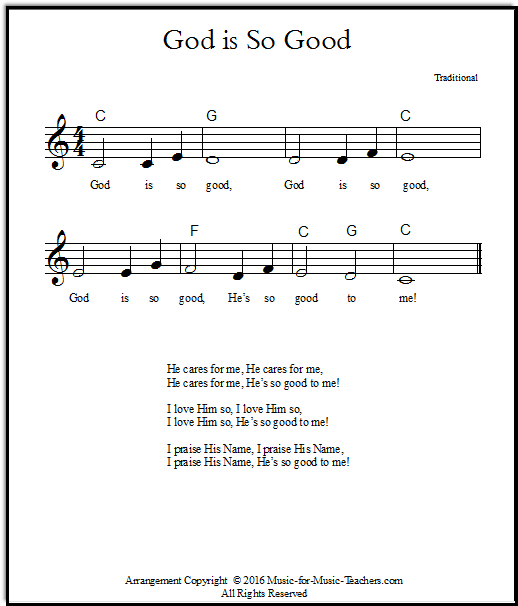 God is So Good
Traditional
C G C
4/4
God is so good, God is so good,
F C G C
God is so good, He's so good to me!
He cares for me, He cares for me,
He cares for me, He's so good to me!
I love Him so, I love Him so,
I love Him so, He's so good to me!
I praise His Name, I praise His Name,
I praise His Name, He's so good to me!
Arrangement Copyright © 2016 Music-for-Music-Teachers.com
All Rights Reserved